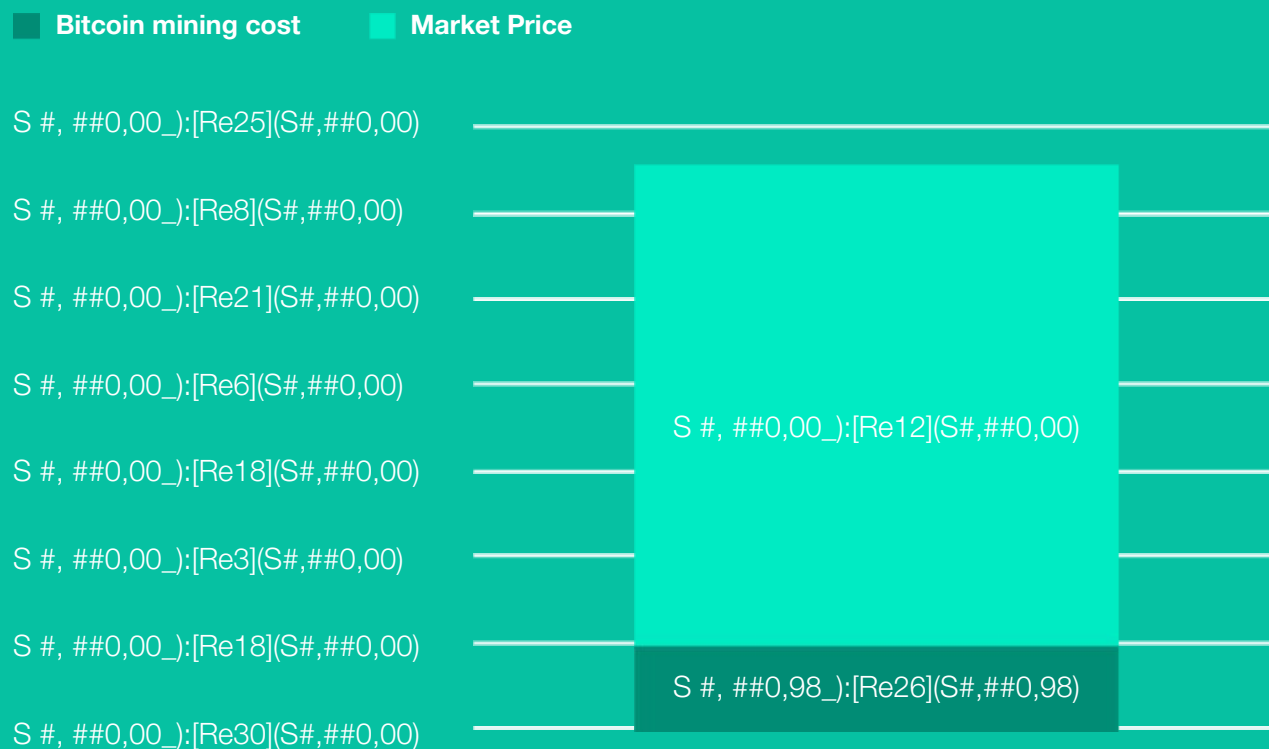 Bitcoin mining cost Market Price
S #, ##0,00_):[Re25](S#,##0,00)
S #, ##0,00_):[Re8](S#,##0,00)
S #, ##0,00_):[Re21](S#,##0,00)
S #, ##0,00_):[Re6](S#,##0,00)
S #, ##0,00_):[Re12](S#,##0,00)
S #, ##0,00_):[Re18](S#,##0,00)
S #, ##0,00_):[Re3](S#,##0,00)
S #, ##0,00_):[Re18](S#,##0,00)
S #, ##0,98_):[Re26](S#,##0,98)
S #, ##0,00_):[Re30](S#,##0,00)